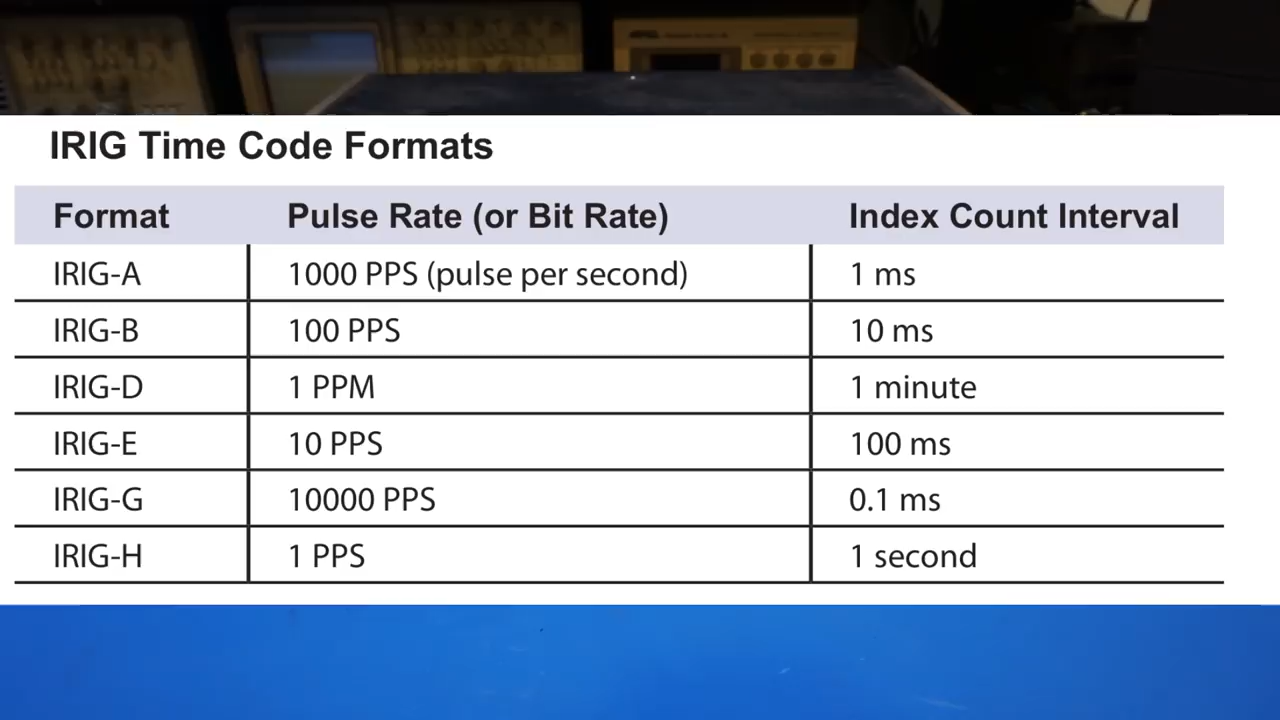 IRIG Time Code Formats
Format Pulse Rate (or Bit Rate) Index Count Interval
IRIG-A 1000 PPS (pulse per second) 1 ms
IRIG-B 100 PPS 10 ms
IRIG-D 1 PPM 1 minute
IRIG-E 10 PPS 100 ms
IRIG-G 10000 PPS 0.1 ms
IRIG-H 1 PPS 1 second